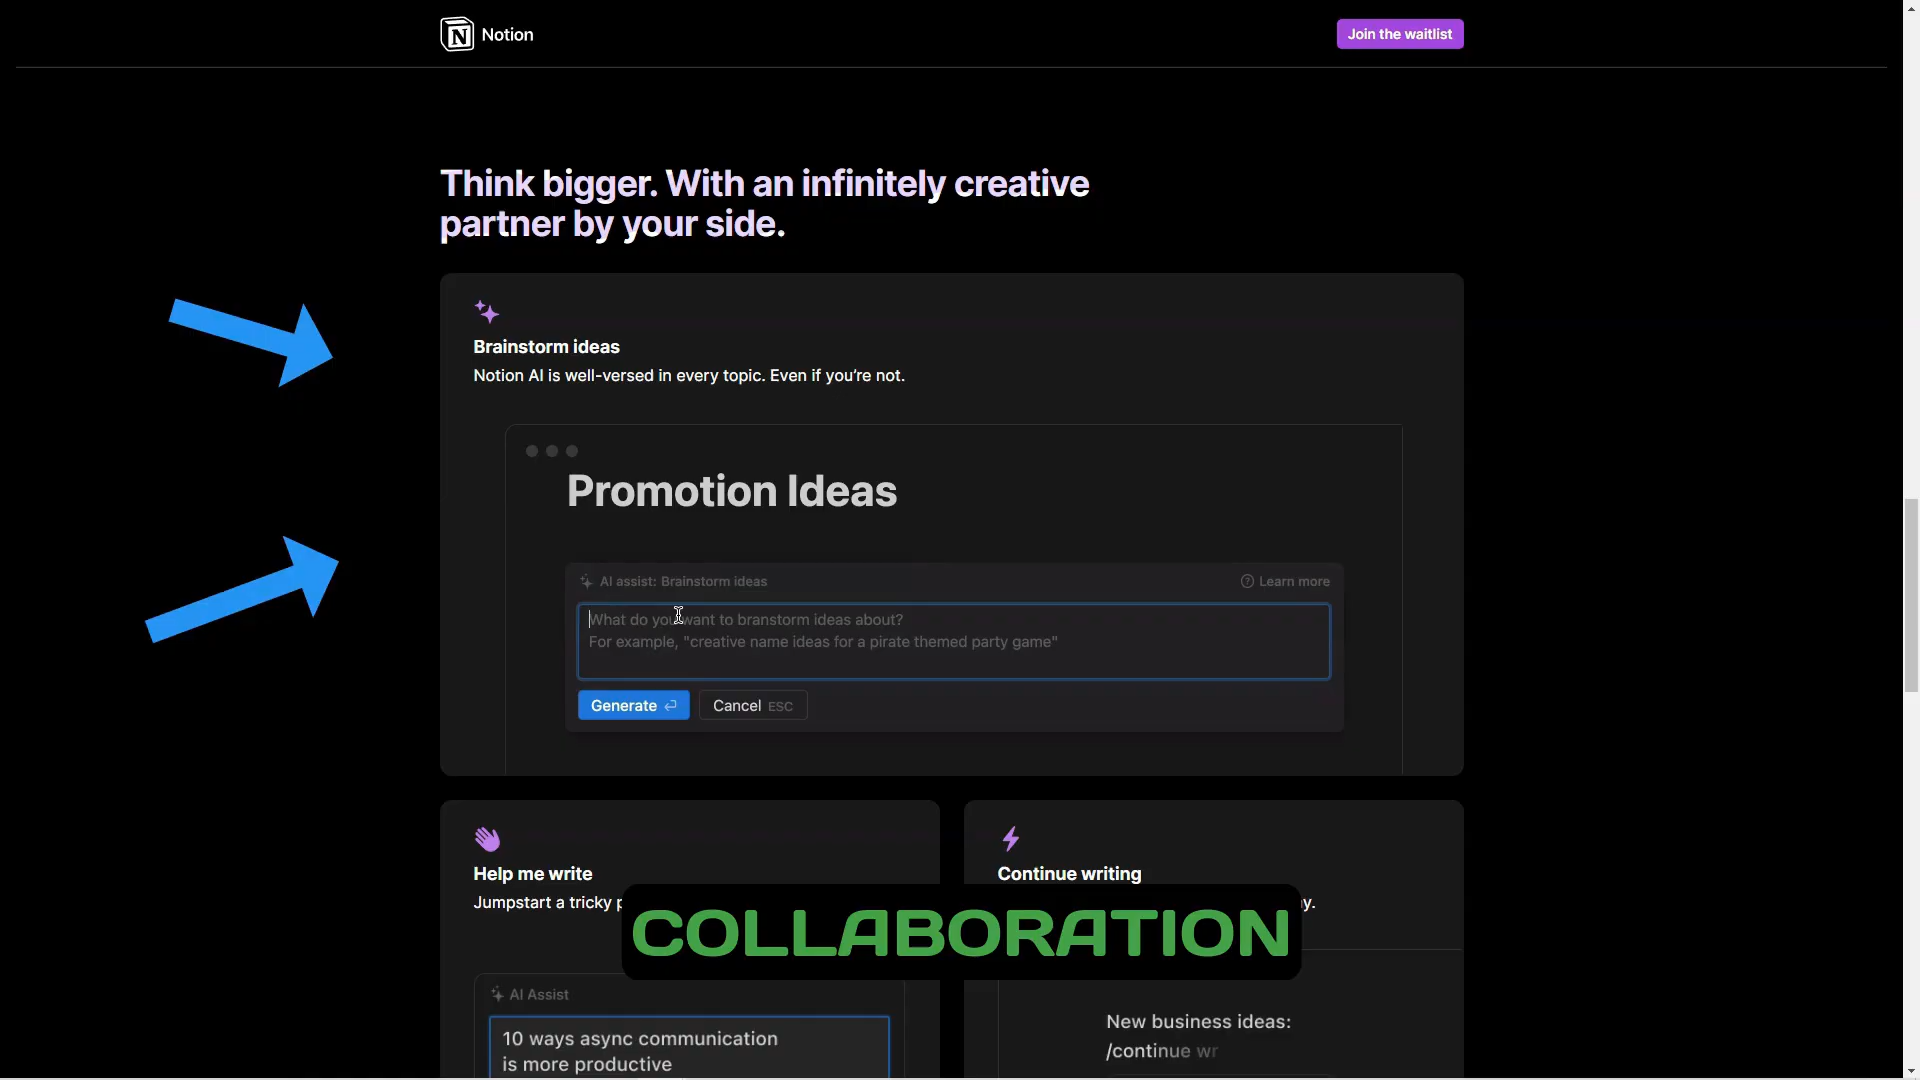 Notion
Join the waitlist
Think bigger. With an infinitely creative
partner by your side.
Brainstorm ideas
Notion AI is well-versed in every topic. Even if you're not.
Promotion Ideas
AI assist: Brainstorm ideas
Learn more
What do you want to branstorm ideas about?
For example, "creative name ideas for a pirate themed party game"
Generate
Cancel ESC
Help me write
Continue writing
Jumpstart a tricky
COLLABORATION
AI Assist
10 ways async communication
is more productive
New business ideas:
/continue wr